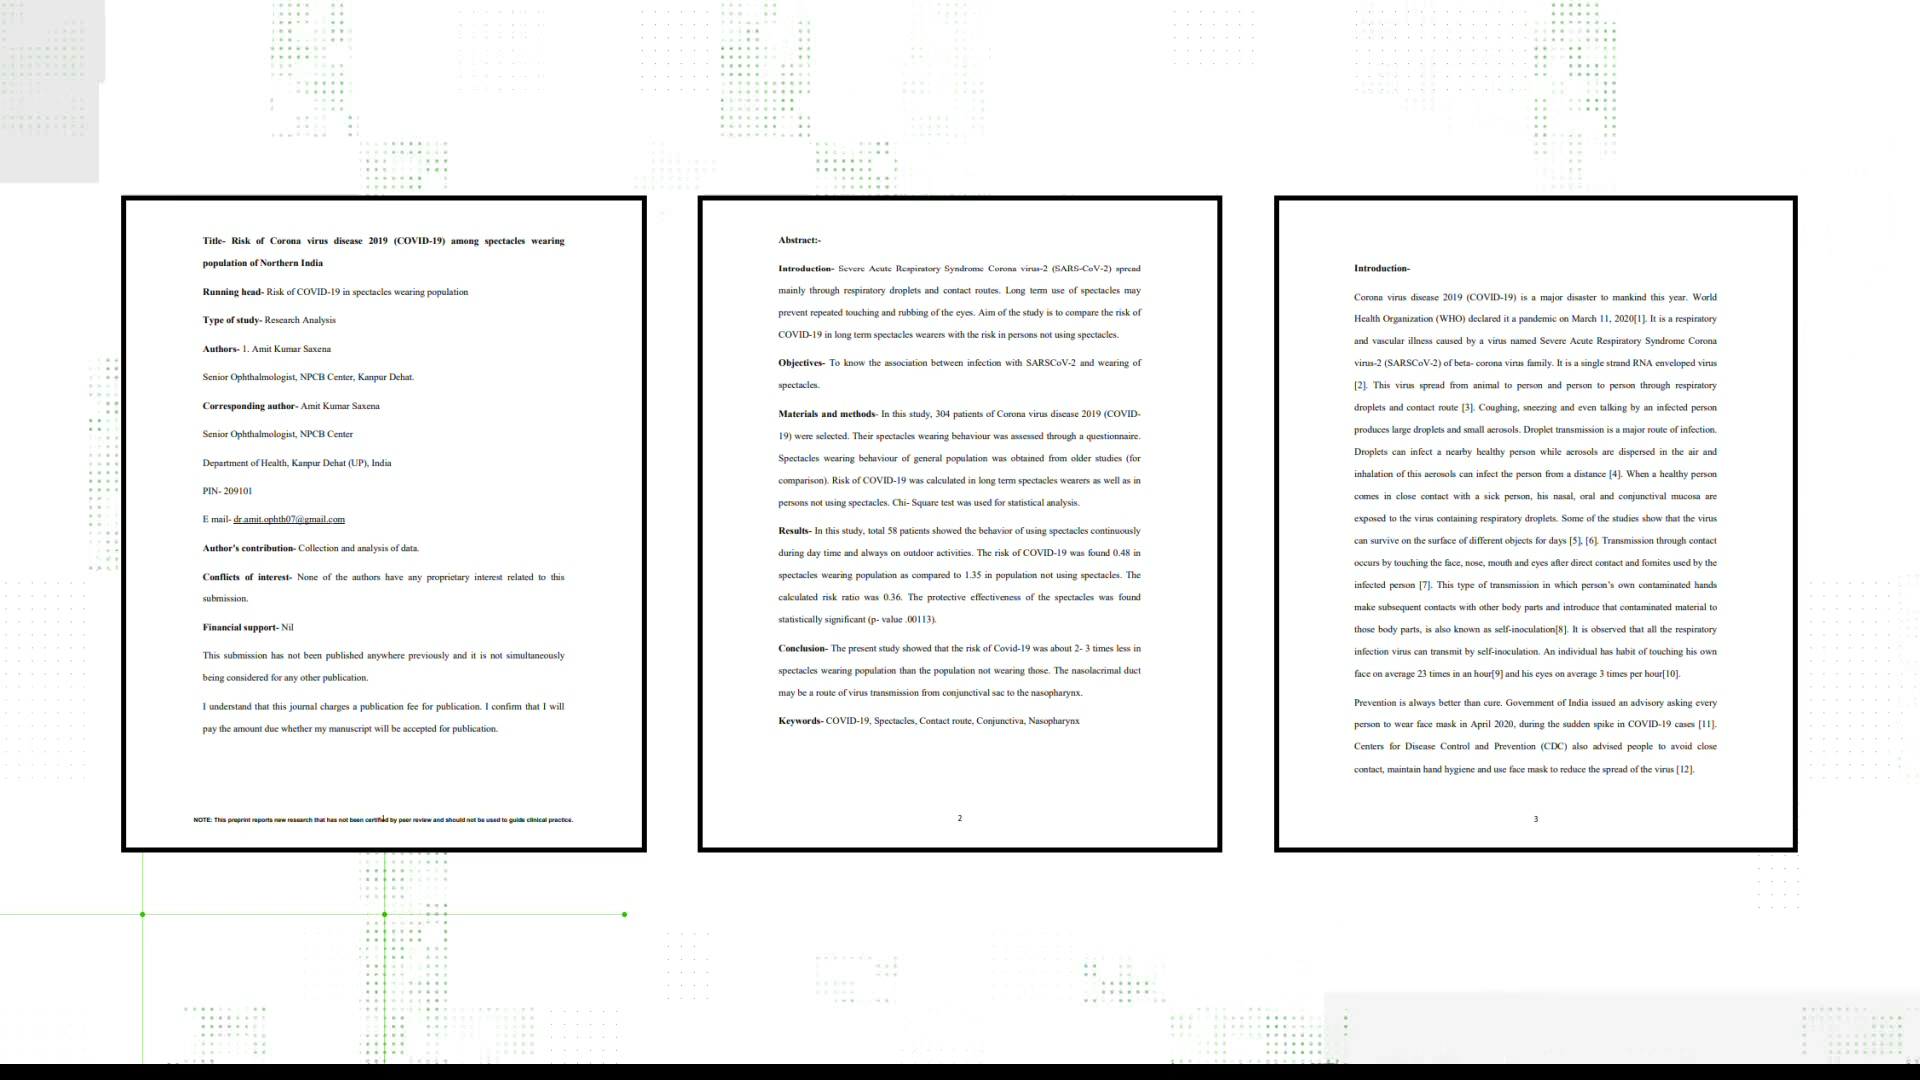 Title- Risk of Corona virus disease 2019 (COVID-19) among spectacles wearing
population of Northern India
Running head- Risk of COVID-19 in spectacles wearing population
Type of study- Research Analysis
Authors- 1. Amit Kumar Saxena
Senior Ophthalmologist, NPCB Center, Kanpur Dehat.
Corresponding author- Amit Kumar Saxena
Senior Ophthalmologist, NPCB Center
Department of Health, Kanpur Dehat (UP), India
PIN- 209101
E mail- dr.amit.ophth07@gmail.com
Author's contribution- Collection and analysis of data.
Conflicts of interest- None of the authors have any proprietary interest related to this
submission.
Financial support- Nil
This submission has not been published anywhere previously and it is not simultaneously
being considered for any other publication.
I understand that this journal charges a publication fee for publication. I confirm that I will
pay the amount due whether my manuscript will be accepted for publication.
1
NOTE: This preprint reports new research that has not been certified by peer review and should not be used to guide clinical practice.
Abstract:-
Introduction- Severe Acute Respiratory Syndrome Corona virus-2 (SARS-CoV-2) spread
mainly through respiratory droplets and contact routes. Long term use of spectacles may
prevent repeated touching and rubbing of the eyes. Aim of the study is to compare the risk of
COVID-19 in long term spectacles wearers with the risk in persons not using spectacles.
Objectives- To know the association between infection with SARSCoV-2 and wearing of
spectacles.
Materials and methods- In this study, 304 patients of Corona virus disease 2019 (COVID-
19) were selected. Their spectacles wearing behaviour was assessed through a questionnaire.
Spectacles wearing behaviour of general population was obtained from older studies (for
comparison). Risk of COVID-19 was calculated in long term spectacles wearers as well as in
persons not using spectacles. Chi- Square test was used for statistical analysis.
Results- In this study, total 58 patients showed the behavior of using spectacles continuously
during day time and always on outdoor activities. The risk of COVID-19 was found 0.48 in
spectacles wearing population as compared to 1.35 in population not using spectacles. The
calculated risk ratio was 0.36. The protective effectiveness of the spectacles was found
statistically significant (p- value .00113).
Conclusion- The present study showed that the risk of Covid-19 was about 2- 3 times less in
spectacles wearing population than the population not wearing those. The nasolacrimal duct
may be a route of virus transmission from conjunctival sac to the nasopharynx.
Keywords- COVID-19, Spectacles, Contact route, Conjunctiva, Nasopharynx
2
Introduction-
Corona virus disease 2019 (COVID-19) is a major disaster to mankind this year. World
Health Organization (WHO) declared it a pandemic on March 11, 2020[1]. It is a respiratory
and vascular illness caused by a virus named Severe Acute Respiratory Syndrome Corona
virus-2 (SARSCoV-2) of beta- corona virus family. It is a single strand RNA enveloped virus
[2]. This virus spread from animal to person and person to person through respiratory
droplets and contact route [3]. Coughing, sneezing and even talking by an infected person
produces large droplets and small aerosols. Droplet transmission is a major route of infection.
Droplets can infect a nearby healthy person while aerosols are dispersed in the air and
inhalation of this aerosols can infect the person from a distance [4]. When a healthy person
comes in close contact with a sick person, his nasal, oral and conjunctival mucosa are
exposed to the virus containing respiratory droplets. Some of the studies show that the virus
can survive on the surface of different objects for days [5], [6]. Transmission through contact
occurs by touching the face, nose, mouth and eyes after direct contact and fomites used by the
infected person [7]. This type of transmission in which person's own contaminated hands
make subsequent contacts with other body parts and introduce that contaminated material to
those body parts, is also known as self-inoculation[8]. It is observed that all the respiratory
infection virus can transmit by self-inoculation. An individual has habit of touching his own
face on average 23 times in an hour[9] and his eyes on average 3 times per hour[10].
Prevention is always better than cure. Government of India issued an advisory asking every
person to wear face mask in April 2020, during the sudden spike in COVID-19 cases [11].
Centers for Disease Control and Prevention (CDC) also advised people to avoid close
contact, maintain hand hygiene and use face mask to reduce the spread of the virus [12].
3